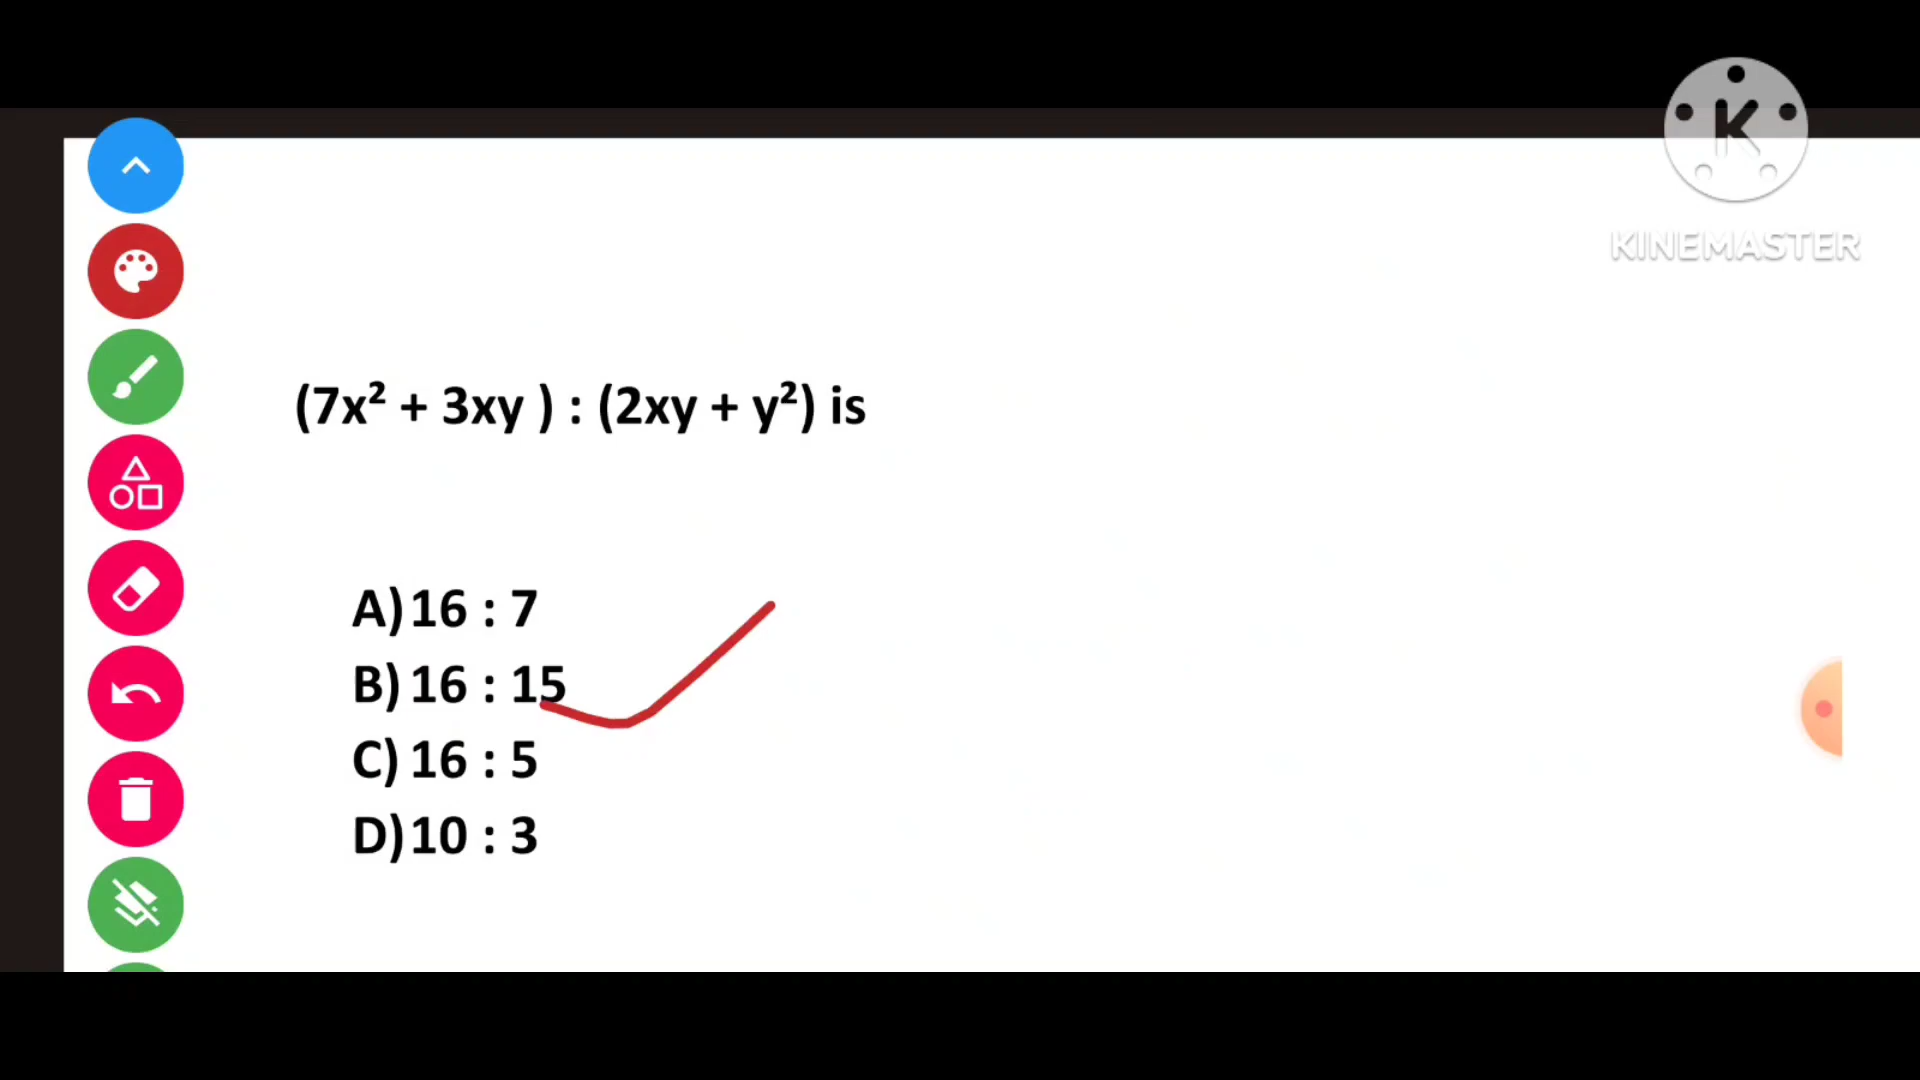 KINEMASTER
(7x² + 3xy ) : (2xy + y²) is
A) 16 : 7
B) 16 : 15
C) 16 : 5
D) 10 : 3